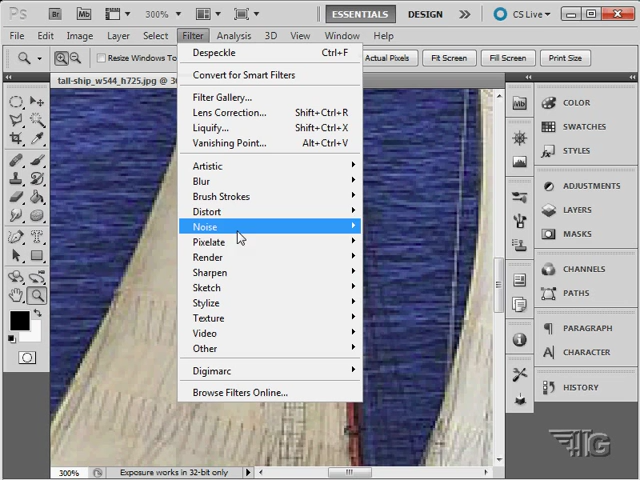 Ps Br Mb 300% ESSENTIALS DESIGN >> CS Live
File Edit Image Layer Select Filter Analysis 3D View Window Help
Resize Windows To Actual Pixels Fit Screen Fill Screen Print Size
tall-ship_w544_h725.jpg @ 30
Despeckle Ctrl+F
Convert for Smart Filters
Filter Gallery...
Lens Correction... Shift+Ctrl+R
Liquify... Shift+Ctrl+X
Vanishing Point... Alt+Ctrl+V
Artistic
Blur
Brush Strokes
Distort
Noise
Pixelate
Render
Sharpen
Sketch
Stylize
Texture
Video
Other
Digimarc
Browse Filters Online...
Mb
COLOR
SWATCHES
STYLES
ADJUSTMENTS
LAYERS
MASKS
CHANNELS
PATHS
PARAGRAPH
CHARACTER
HISTORY
300% Exposure works in 32-bit only